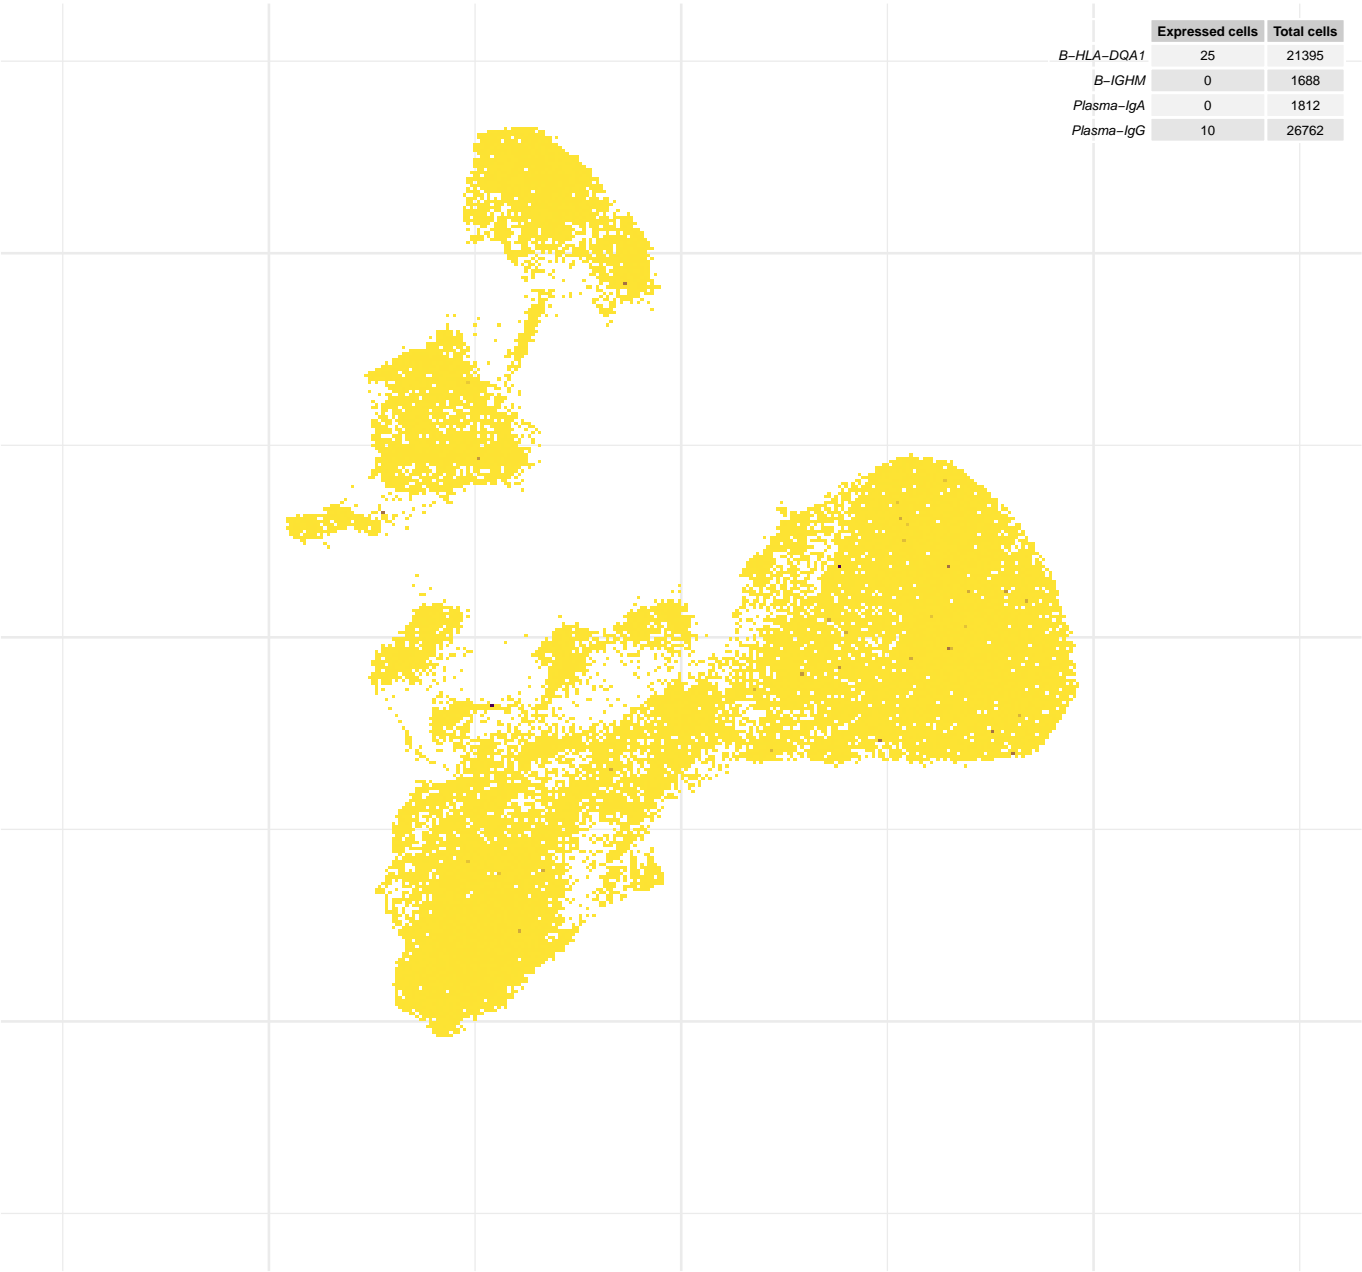 Expressed cells Total cells
B−HLA−DQA1 25 21395
B−IGHM 0 1688
Plasma−IgA 0 1812
Plasma−IgG 10 26762